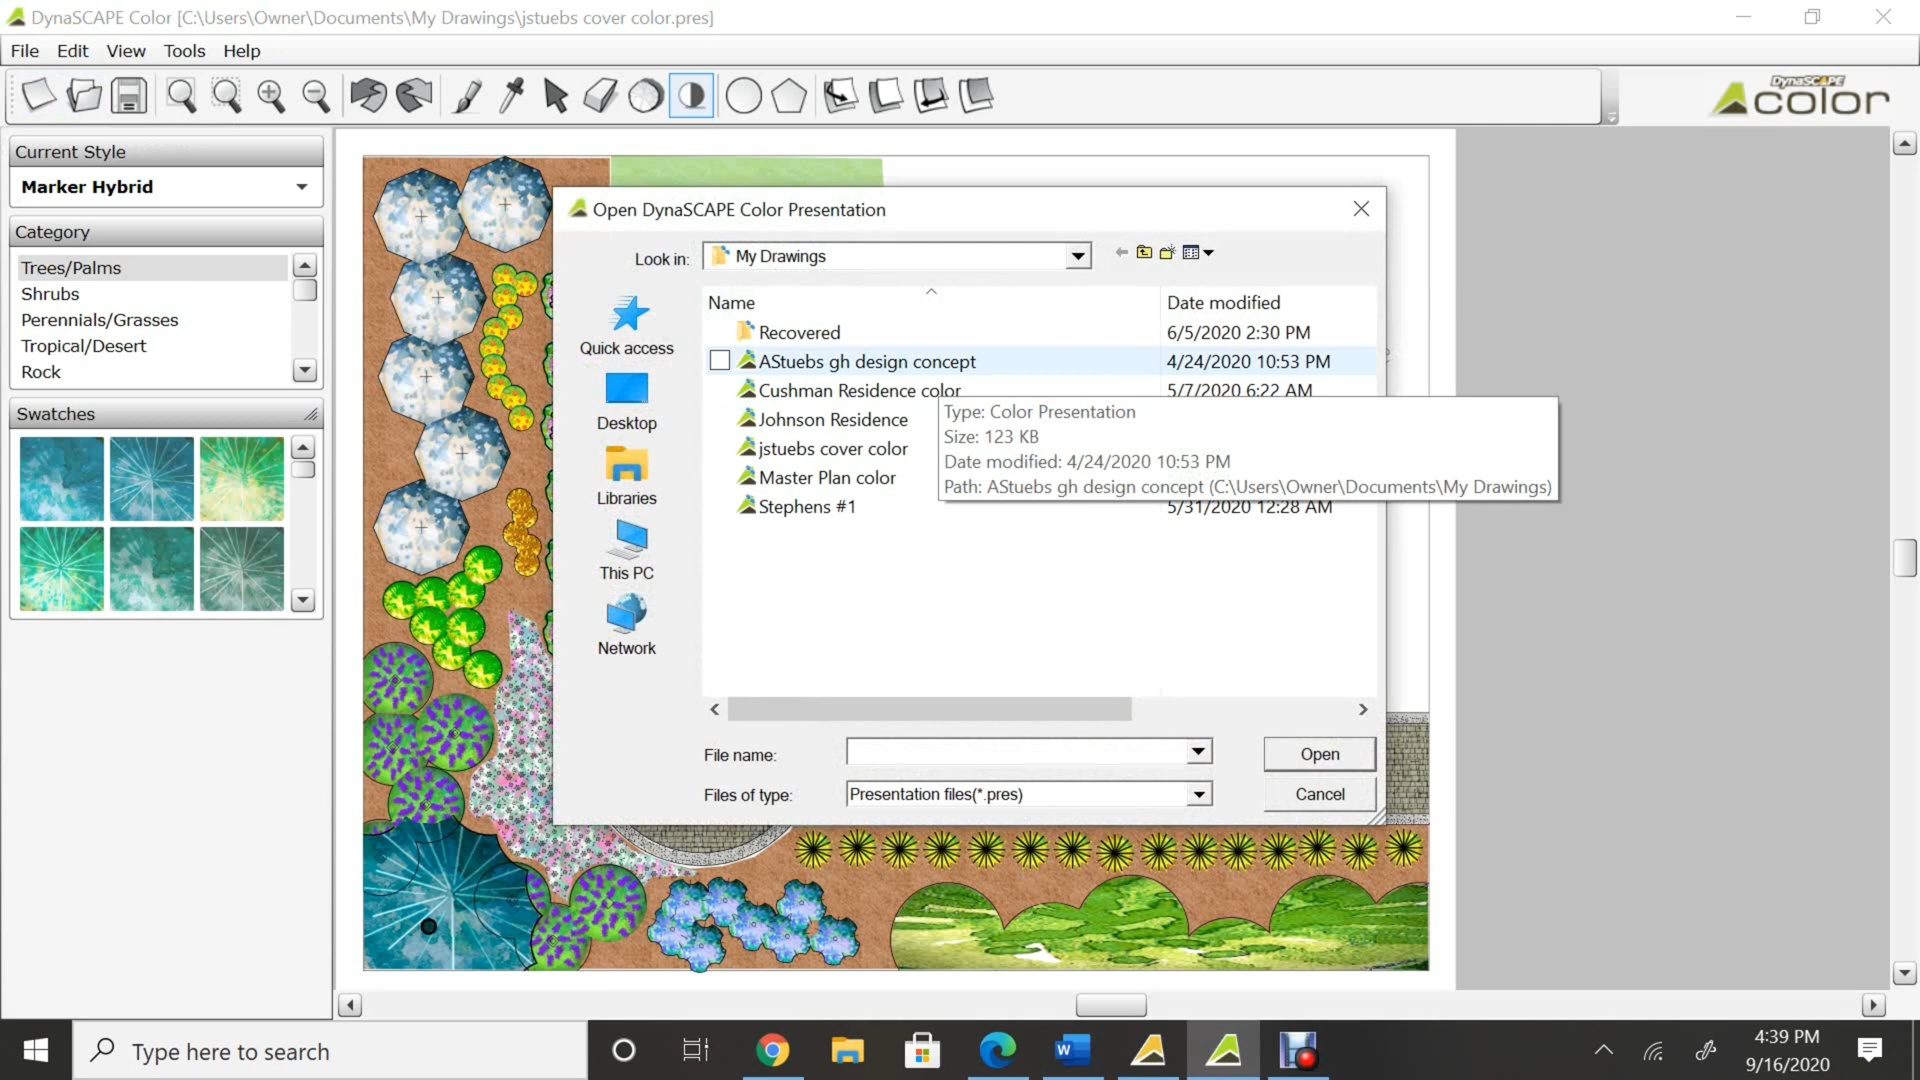 DynaSCAPE Color [C:\Users\Owner\Documents\My Drawings\jstuebs cover color.pres]
File Edit View Tools Help
DynaSCAPE
color
Current Style
Marker Hybrid
Category
Trees/Palms
Shrubs
Perennials/Grasses
Tropical/Desert
Rock
Swatches
Open DynaSCAPE Color Presentation
Look in: My Drawings
Quick access
Desktop
Libraries
This PC
Network
Name Date modified
Recovered 6/5/2020 2:30 PM
AStuebs gh design concept 4/24/2020 10:53 PM
Cushman Residence color 5/7/2020 6:22 AM
Johnson Residence
jstuebs cover color
Master Plan color
Stephens #1 5/31/2020 12:28 AM
Type: Color Presentation
Size: 123 KB
Date modified: 4/24/2020 10:53 PM
Path: AStuebs gh design concept (C:\Users\Owner\Documents\My Drawings)
File name:
Open
Files of type: Presentation files(*.pres)
Cancel
Type here to search
4:39 PM
9/16/2020